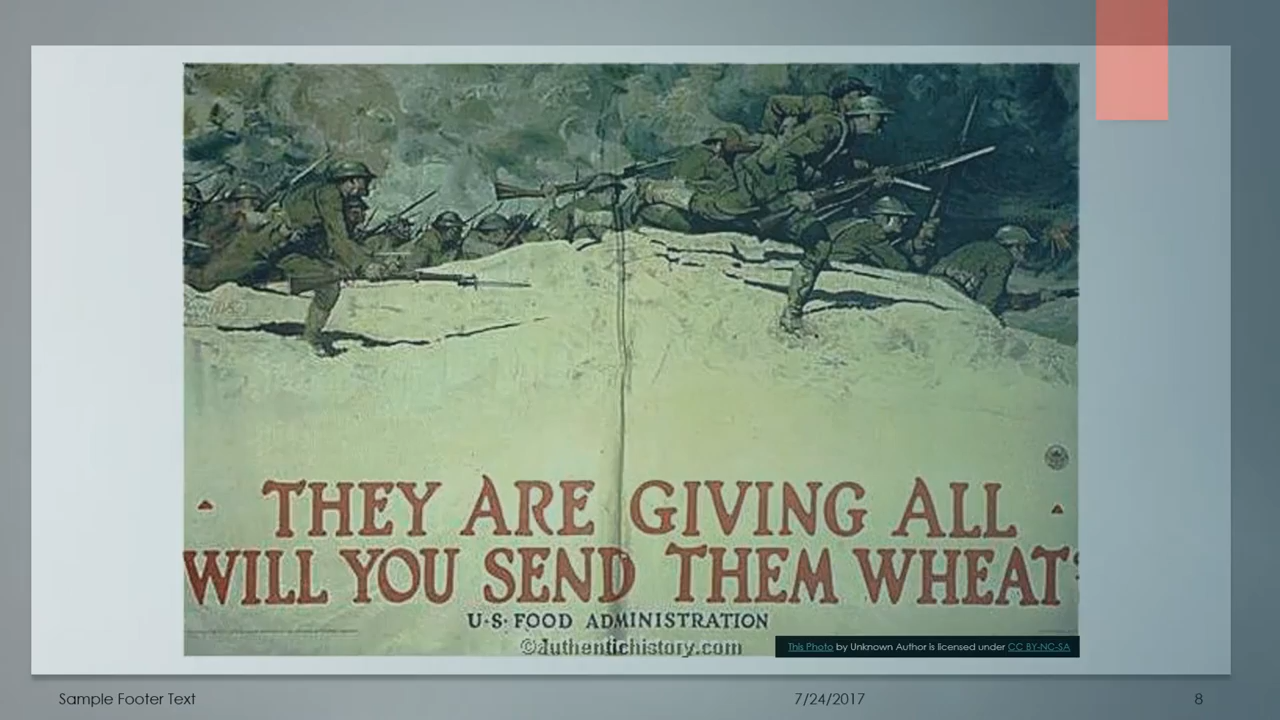 THEY ARE GIVING ALL
WILL YOU SEND THEM WHEAT?
U·S· FOOD ADMINISTRATION
©authentichistory.com
This Photo by Unknown Author is licensed under CC BY-NC-SA
Sample Footer Text
7/24/2017
8